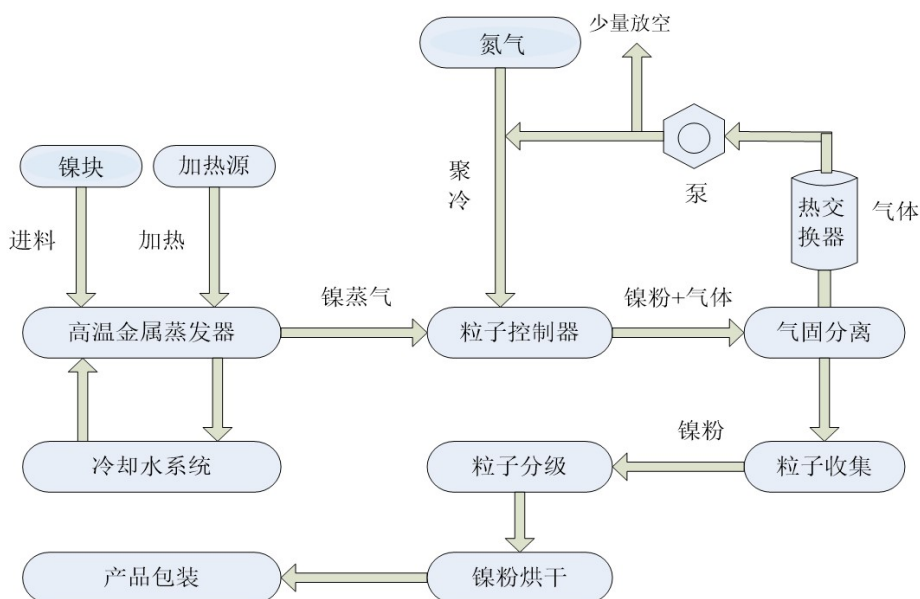 少量放空
氮气
镍块
加热源
聚
冷
泵
热交
换器
气体
进料
加热
镍蒸气
镍粉+气体
高温金属蒸发器
粒子控制器
气固分离
镍粉
冷却水系统
粒子分级
粒子收集
产品包装
镍粉烘干